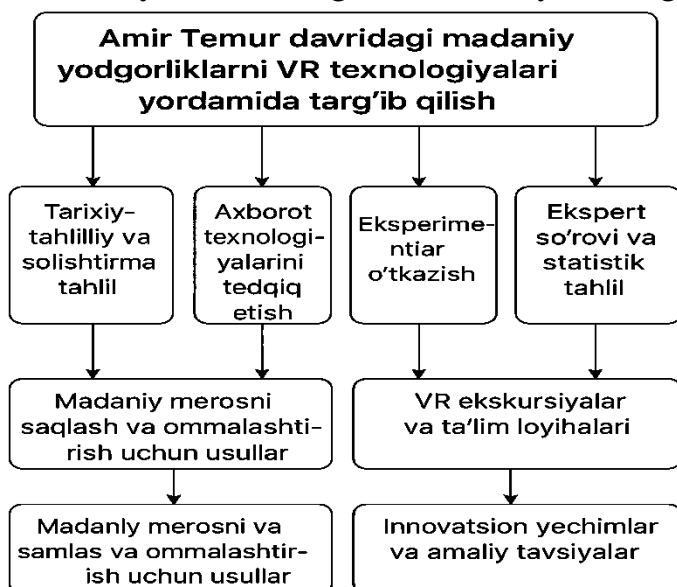 Amir Temur davridagi madaniy
yodgorliklarni VR texnologiyalari
yordamida targ'ib qilish
Tarixiy-
tahlilliy va
solishtirma
tahlil
Axborot
texnologi-
yalarini
tedqiq
etish
Eksperime-
ntiar
o'tkazish
Ekspert
so'rovi va
statistik
tahlil
Madaniy merosni
saqlash va ommalashti-
rish uchun usullar
VR ekskursiyalar
va ta'lim loyihalari
Madanly merosni va
samlas va ommalashtir-
ish uchun usullar
Innovatsion yechimlar
va amaliy tavsiyalar